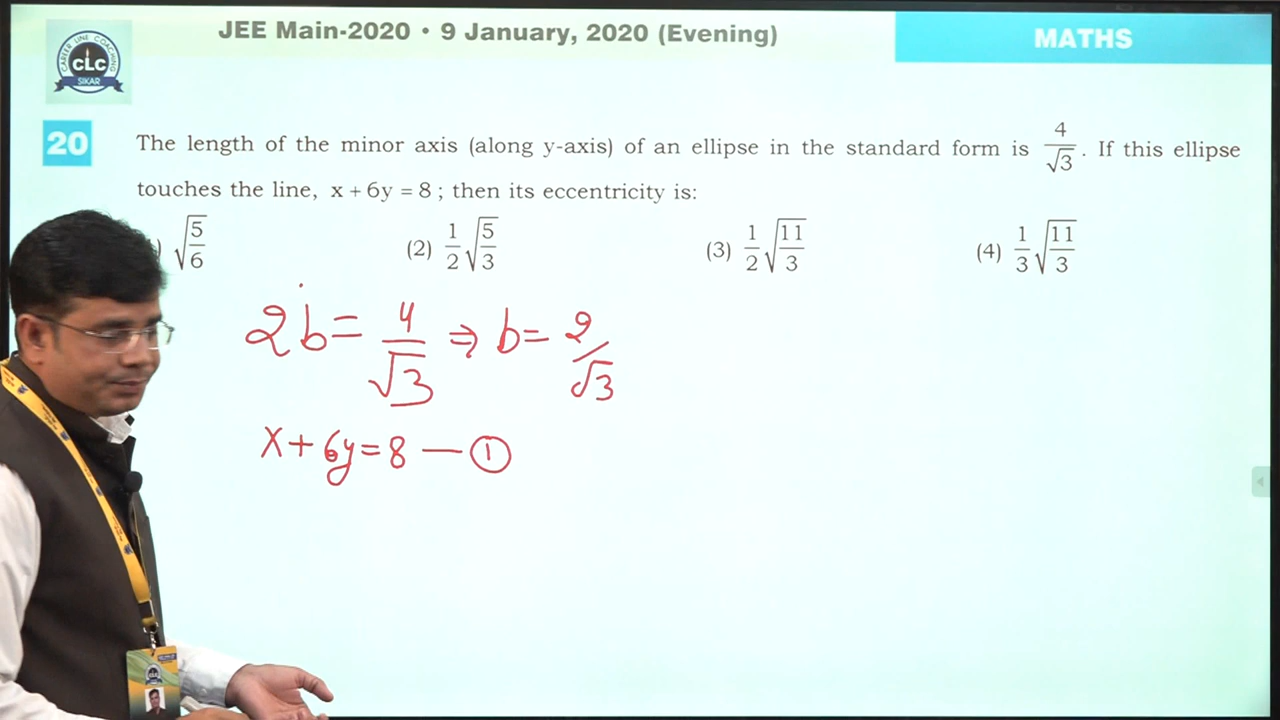 JEE Main-2020 • 9 January, 2020 (Evening)
MATHS
CAREER LINE COACHING
CLC
SIKAR
20
The length of the minor axis (along y-axis) of an ellipse in the standard form is 4/√3. If this ellipse
touches the line, x + 6y = 8 ; then its eccentricity is:
) √(5/6) (2) 1/2 √(5/3) (3) 1/2 √(11/3) (4) 1/3 √(11/3)
2b = 4/√3 ⇒ b = 2/√3
x + 6y = 8 — ①